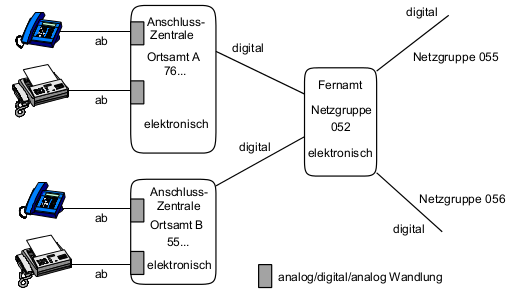 digital
Anschluss-
Zentrale
ab
Ortsamt A
76...
digital
Netzgruppe 055
Fernamt
ab
Netzgruppe
052
elektronisch
digital
elektronisch
Anschluss-
Zentrale
Netzgruppe 056
ab
Ortsamt B
digital
55...
ab
elektronisch
analog/digital/analog Wandlung